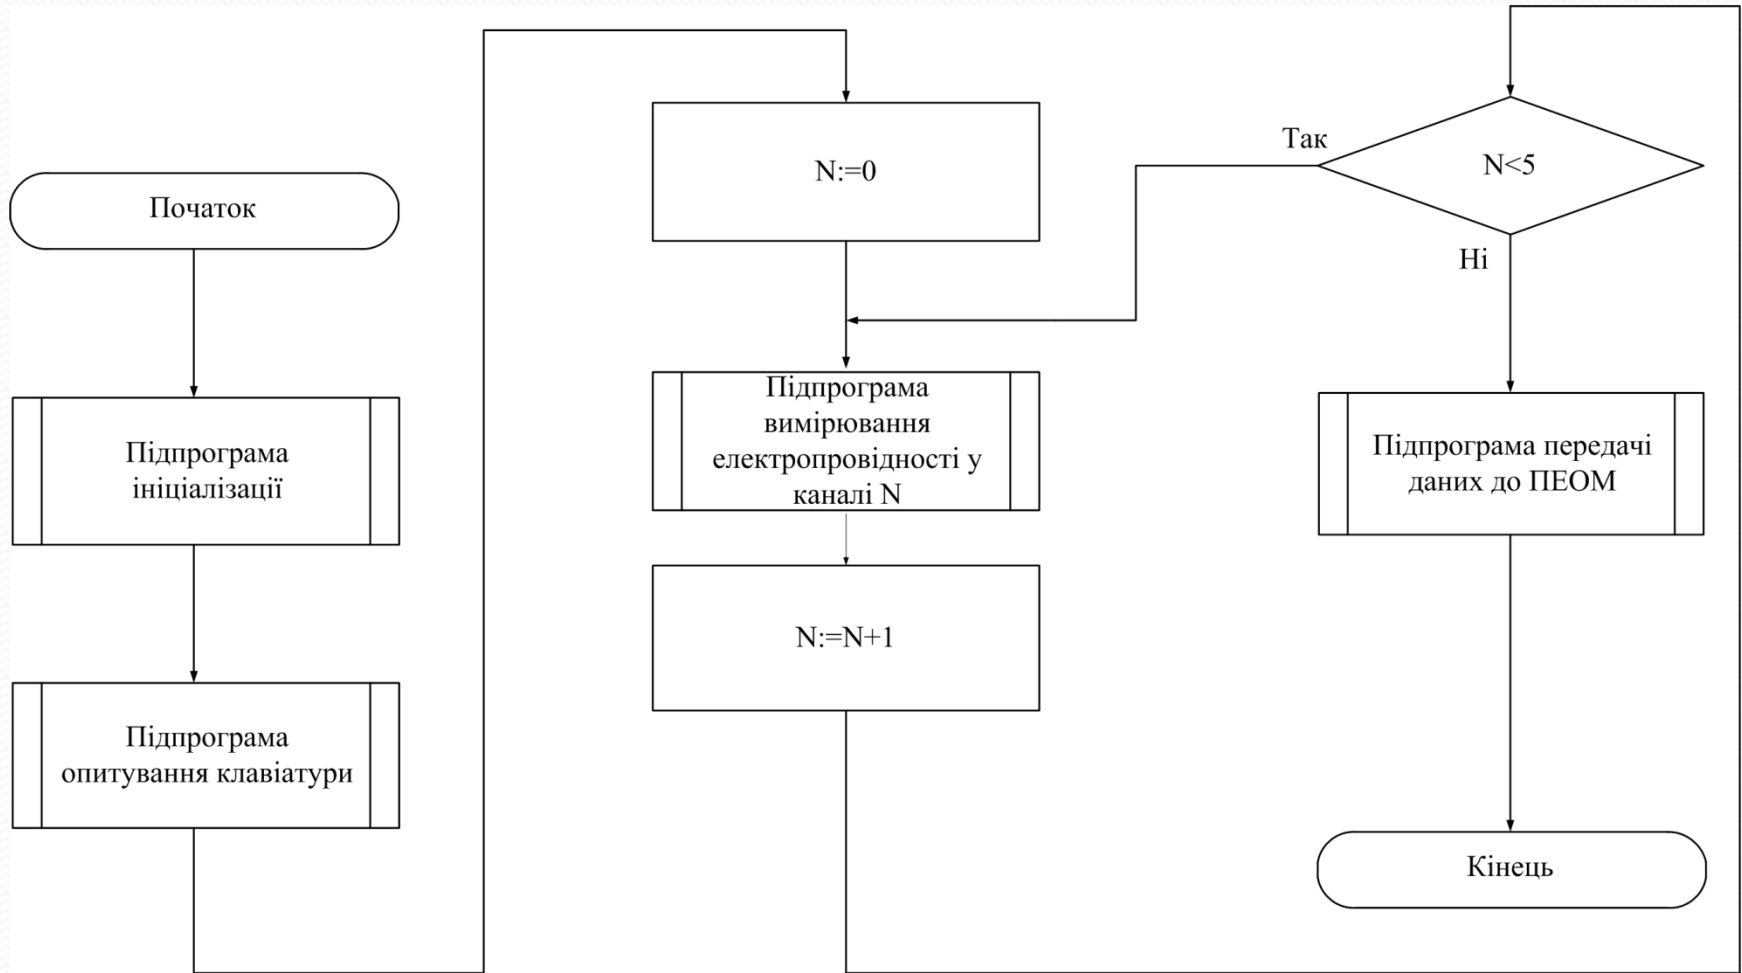 Початок
Підпрограма
ініціалізації
Підпрограма
опитування клавіатури
N:=0
Підпрограма
вимірювання
електропровідності у
каналі N
N:=N+1
N<5
Так
Ні
Підпрограма передачі
даних до ПЕОМ
Кінець